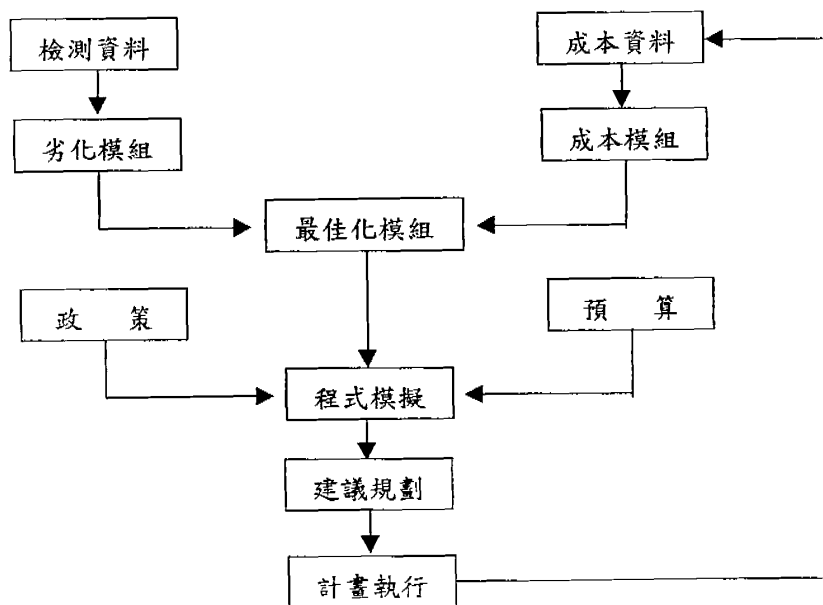 檢測資料
成本資料
劣化模組
成本模組
最佳化模組
政 策
預 算
程式模擬
建議規劃
計畫執行